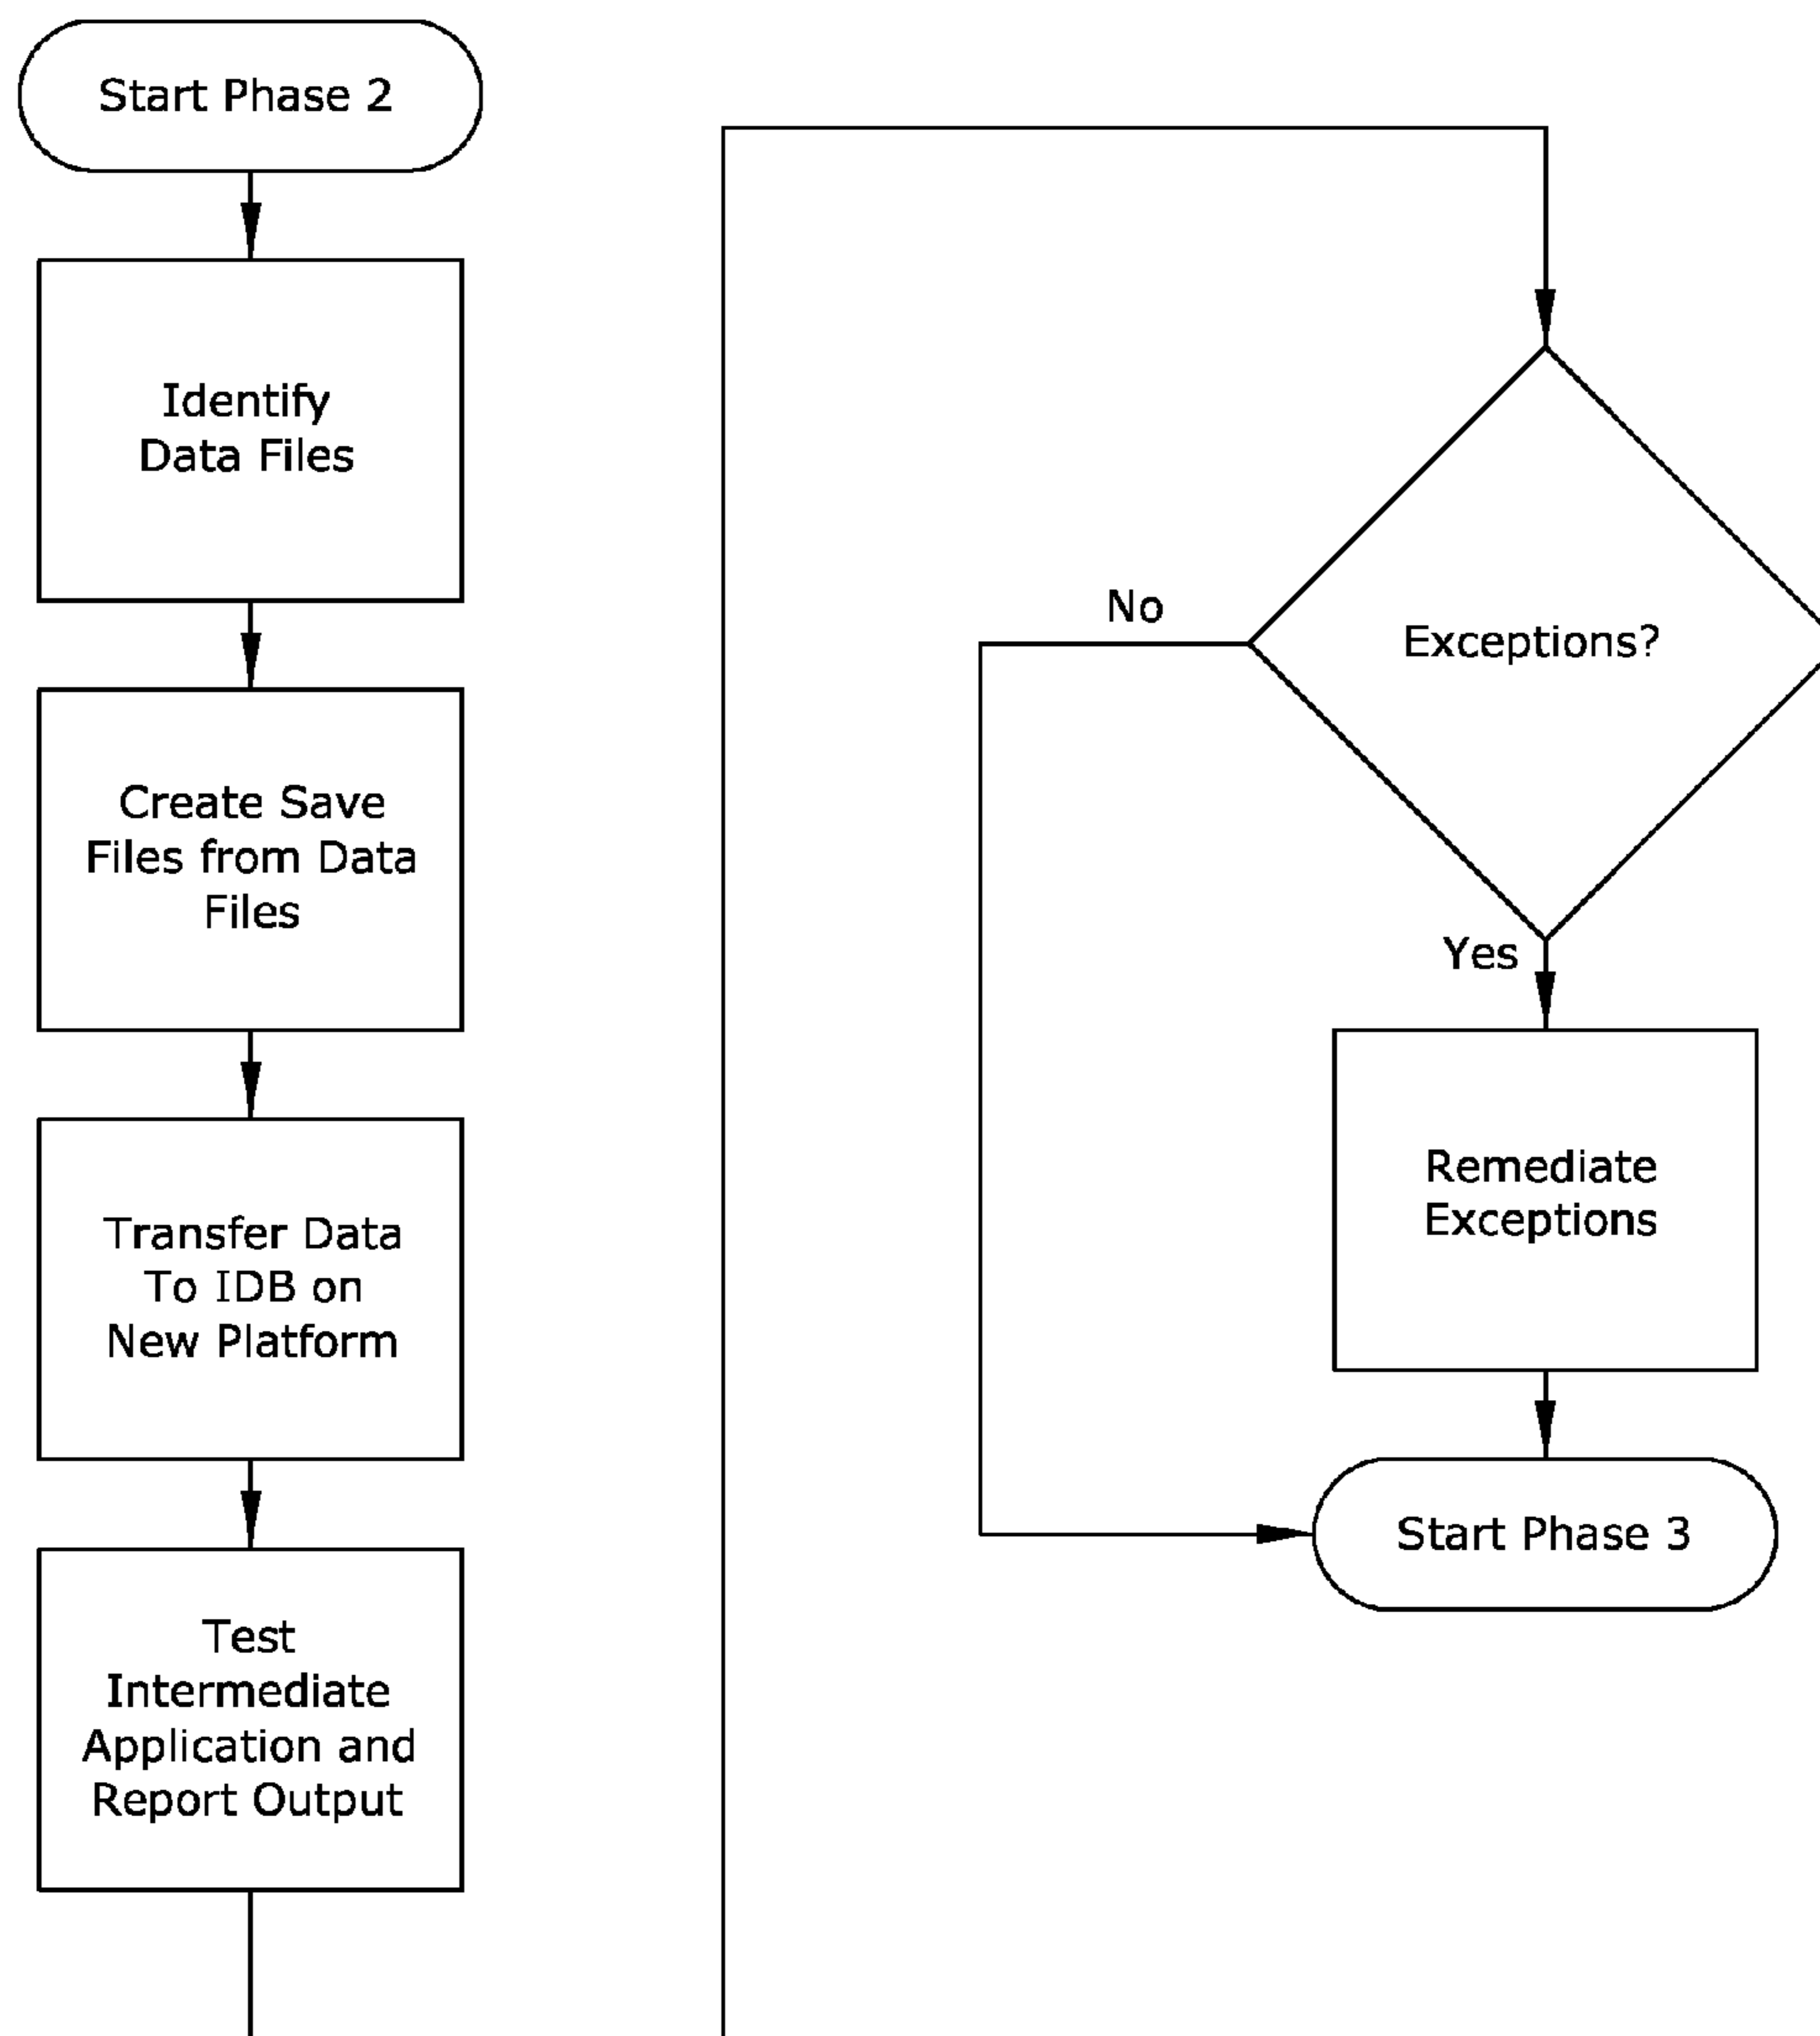 Start Phase 2
Identify
Data Files
Create Save
Files from Data
Files
Transfer Data
To IDB on
New Platform
Test
Intermediate
Application and
Report Output
Exceptions?
No
Yes
Remediate
Exceptions
Start Phase 3